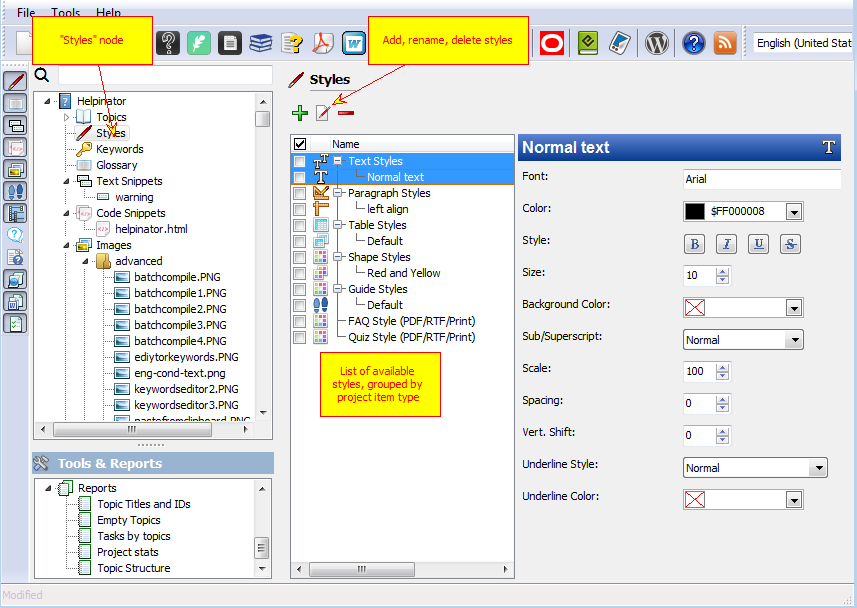 File Tools Help
"Styles" node
Add, rename, delete styles
English (United Stat
Helpinator
Topics
Styles
Keywords
Glossary
Text Snippets
warning
Code Snippets
helpinator.html
Images
advanced
batchcompile.PNG
batchcompile1.PNG
batchcompile2.PNG
batchcompile3.PNG
batchcompile4.PNG
ediytorkeywords.PNG
eng-cond-text.png
keywordseditor2.PNG
keywordseditor3.PNG
pastefromclipboard.PNG
Tools & Reports
Reports
Topic Titles and IDs
Empty Topics
Tasks by topics
Project stats
Topic Structure
Styles
Name
Text Styles
Normal text
Paragraph Styles
left align
Table Styles
Default
Shape Styles
Red and Yellow
Guide Styles
Default
FAQ Style (PDF/RTF/Print)
Quiz Style (PDF/RTF/Print)
List of available
styles, grouped by
project item type
Normal text
Font: Arial
Color: $FF000008
Style: B I U S
Size: 10
Background Color:
Sub/Superscript: Normal
Scale: 100
Spacing: 0
Vert. Shift: 0
Underline Style: Normal
Underline Color:
Modified